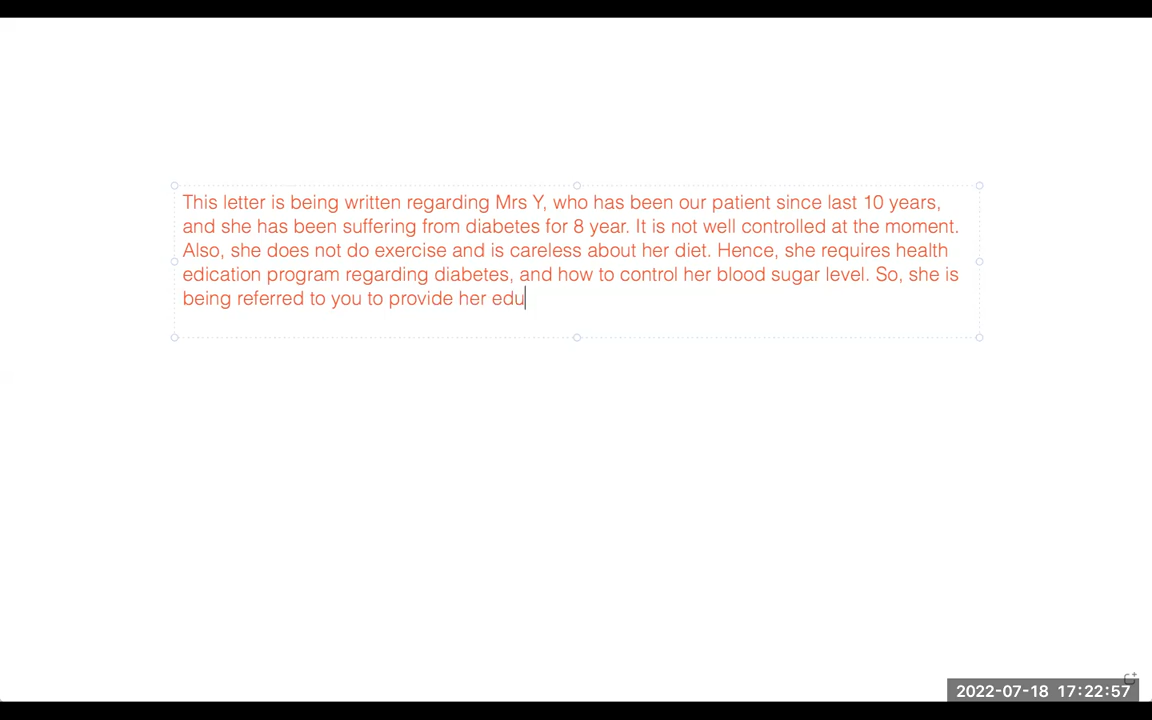 This letter is being written regarding Mrs Y, who has been our patient since last 10 years,
and she has been suffering from diabetes for 8 year. It is not well controlled at the moment.
Also, she does not do exercise and is careless about her diet. Hence, she requires health
edication program regarding diabetes, and how to control her blood sugar level. So, she is
being referred to you to provide her edu
2022-07-18 17:22:57